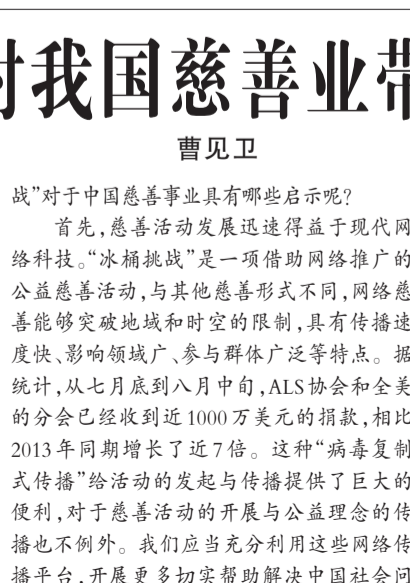 对我国慈善业带
曹见卫
战”对于中国慈善事业具有哪些启示呢?
首先,慈善活动发展迅速得益于现代网
络科技。“冰桶挑战”是一项借助网络推广的
公益慈善活动,与其他慈善形式不同,网络慈
善能够突破地域和时空的限制,具有传播速
度快、影响领域广、参与群体广泛等特点。据
统计,从七月底到八月中旬,ALS协会和全美
的分会已经收到近1000万美元的捐款,相比
2013年同期增长了近7倍。这种“病毒复制
式传播”给活动的发起与传播提供了巨大的
便利,对于慈善活动的开展与公益理念的传
播也不例外。我们应当充分利用这些网络传
播平台,开展更多切实帮助解决中国社会问